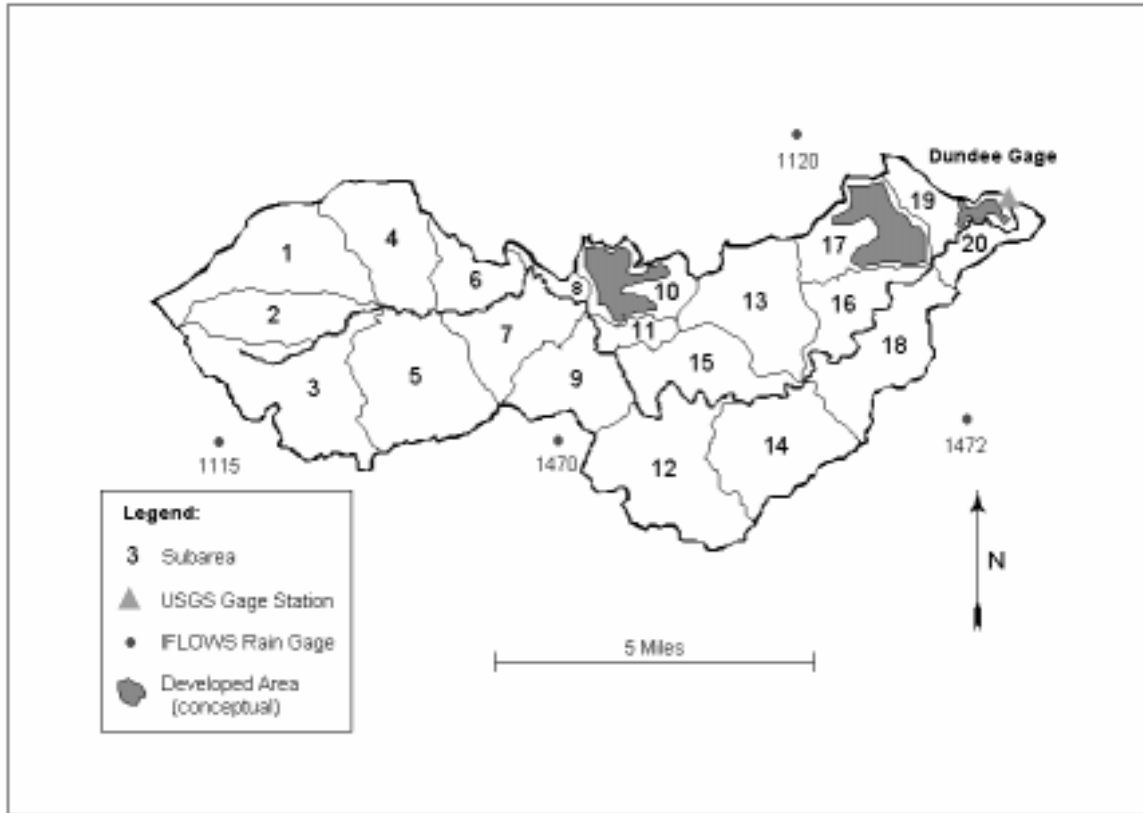 1120
Dundee Gage
19
4
17
20
1
6
8
10
13
2
16
7
11
18
15
3
5
9
1115
1470
12
14
1472
Legend:
3 Subarea
USGS Gage Station
IFLOWS Rain Gage
Developed Area
(conceptual)
N
5 Miles